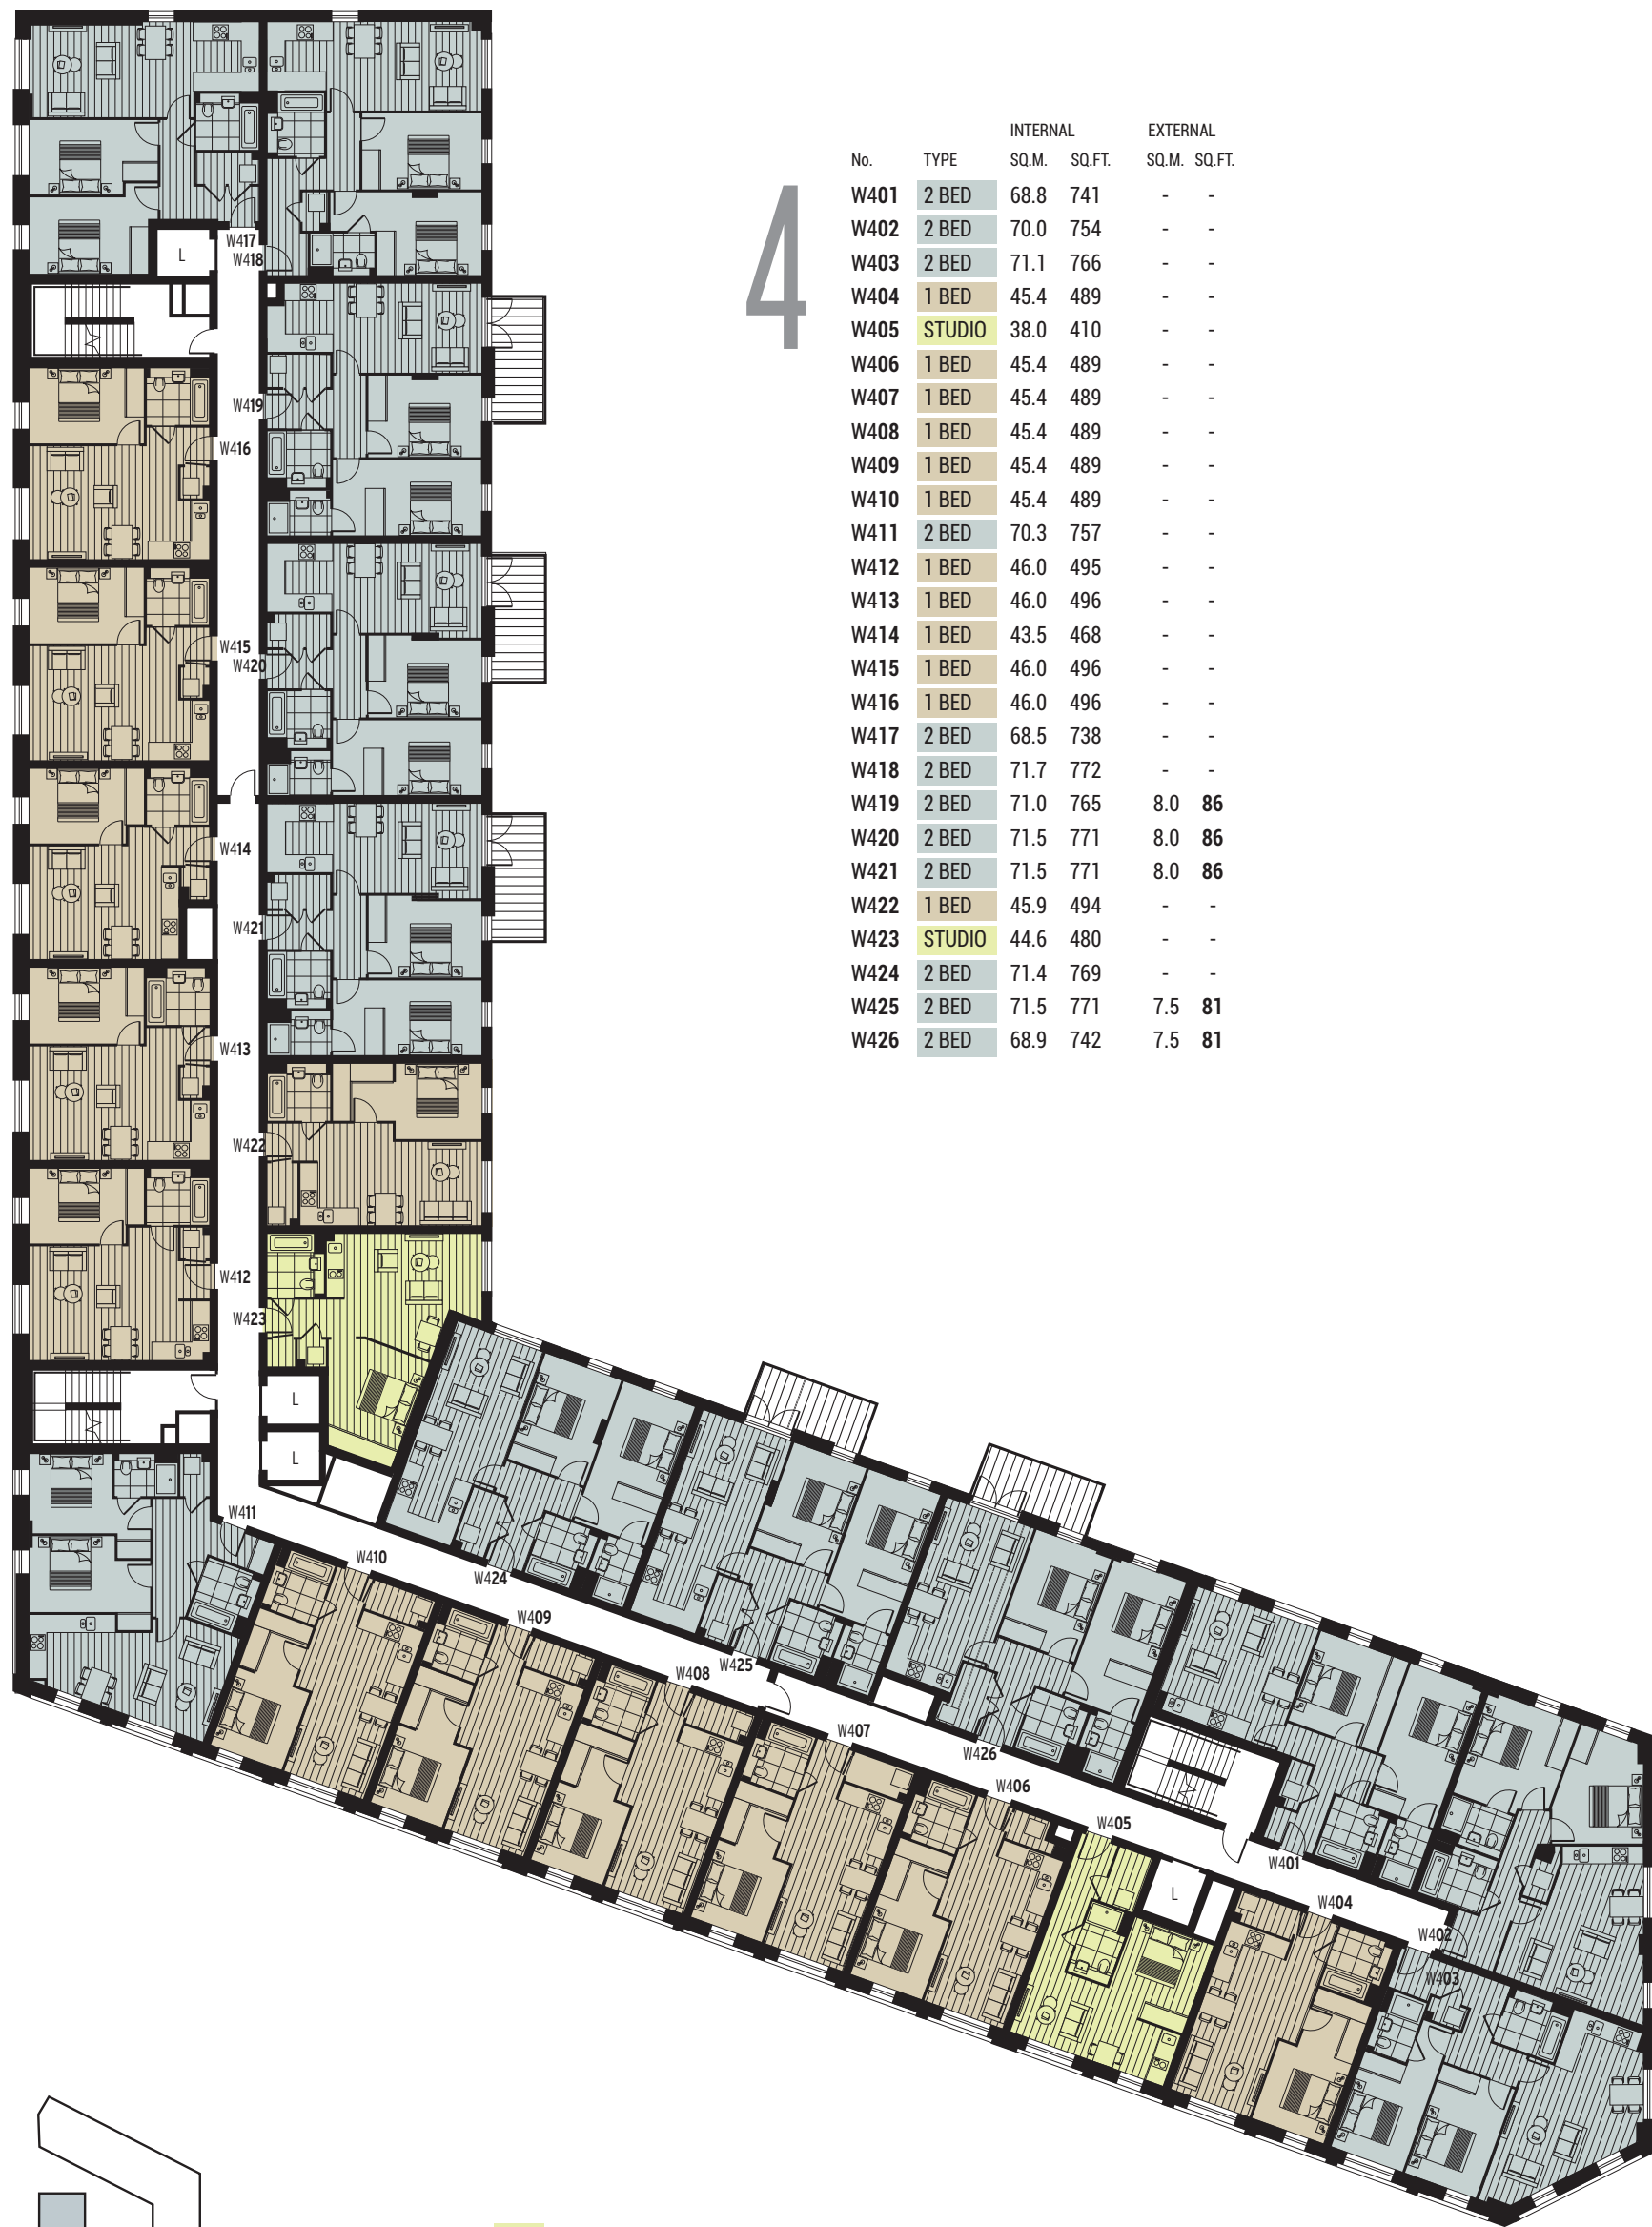 INTERNAL EXTERNAL
No. TYPE SQ.M. SQ.FT. SQ.M. SQ.FT.
4
W401 2 BED 68.8 741 - -
W402 2 BED 70.0 754 - -
W403 2 BED 71.1 766 - -
W404 1 BED 45.4 489 - -
W405 STUDIO 38.0 410 - -
W406 1 BED 45.4 489 - -
W407 1 BED 45.4 489 - -
W408 1 BED 45.4 489 - -
W409 1 BED 45.4 489 - -
W410 1 BED 45.4 489 - -
W411 2 BED 70.3 757 - -
W412 1 BED 46.0 495 - -
W413 1 BED 46.0 496 - -
W414 1 BED 43.5 468 - -
W415 1 BED 46.0 496 - -
W416 1 BED 46.0 496 - -
W417 2 BED 68.5 738 - -
W418 2 BED 71.7 772 - -
W419 2 BED 71.0 765 8.0 86
W420 2 BED 71.5 771 8.0 86
W421 2 BED 71.5 771 8.0 86
W422 1 BED 45.9 494 - -
W423 STUDIO 44.6 480 - -
W424 2 BED 71.4 769 - -
W425 2 BED 71.5 771 7.5 81
W426 2 BED 68.9 742 7.5 81
W417
L
W418
W419
W416
W415
W420
W414
W421
W413
W422
W412
W423
L
L
W411
W410
W424
W409
W408
W425
W407
W426
W406
W405
W401
L
W404
W402
W403